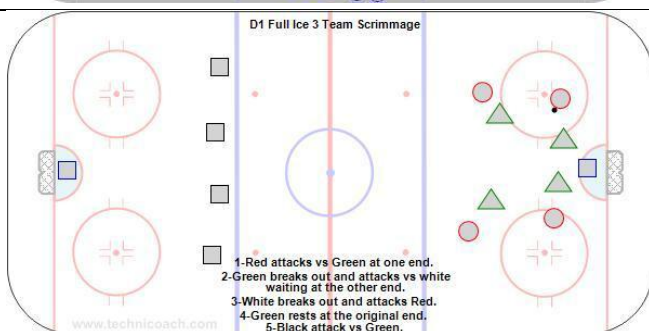 D1 Full Ice 3 Team Scrimmage
1-Red attacks vs Green at one end.
2-Green breaks out and attacks vs white
waiting at the other end.
3-White breaks out and attacks Red.
4-Green rests at the original end.
5-Black attack vs Green.
www.technicoach.com